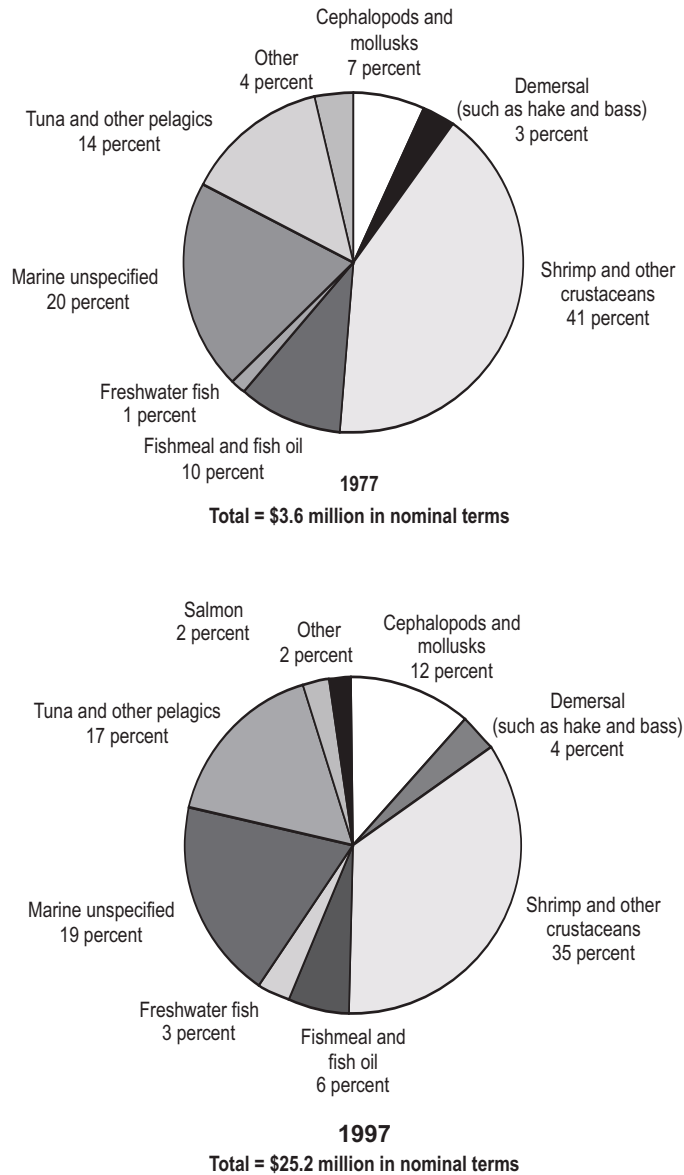 Cephalopods and
mollusks
7 percent
Other
4 percent
Demersal
(such as hake and bass)
3 percent
Tuna and other pelagics
14 percent
Marine unspecified
20 percent
Shrimp and other
crustaceans
41 percent
Freshwater fish
1 percent
Fishmeal and fish oil
10 percent
1977
Total = $3.6 million in nominal terms
Salmon
2 percent
Other
2 percent
Cephalopods and
mollusks
12 percent
Demersal
(such as hake and bass)
4 percent
Tuna and other pelagics
17 percent
Marine unspecified
19 percent
Shrimp and other
crustaceans
35 percent
Freshwater fish
3 percent
Fishmeal and
fish oil
6 percent
1997
Total = $25.2 million in nominal terms